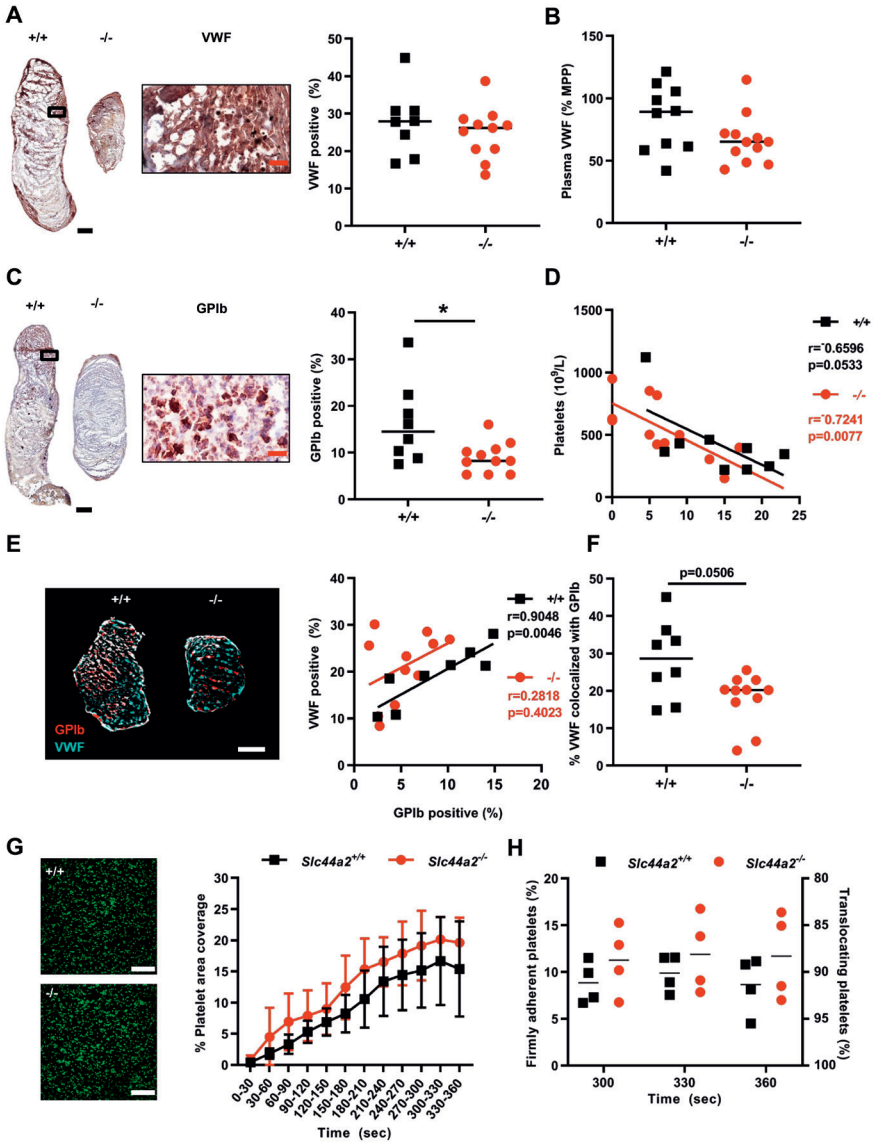 A
+/+
-/-
VWF
VWF positive (%)
50
40
30
20
10
0
+/+
-/-
B
Plasma VWF (% MPP)
150
100
50
0
+/+
-/-
C
+/+
-/-
GPIb
GPIb positive (%)
40
30
20
10
0
*
+/+
-/-
D
Platelets (10⁹/L)
1500
1000
500
0
0 5 10 15 20 25
+/+
r=-0.6596
p=0.0533
-/-
r=-0.7241
p=0.0077
E
+/+
-/-
GPIb
VWF
VWF positive (%)
40
30
20
10
0
0 5 10 15 20
GPIb positive (%)
+/+
r=0.9048
p=0.0046
-/-
r=0.2818
p=0.4023
F
% VWF colocalized with GPIb
50
40
30
20
10
0
p=0.0506
+/+
-/-
G
+/+
-/-
Slc44a2+/+
Slc44a2-/-
% Platelet area coverage
30
25
20
15
10
5
0
0-30
30-60
60-90
90-120
120-150
150-180
180-210
210-240
240-270
270-300
300-330
330-360
Time (sec)
H
Slc44a2+/+
Slc44a2-/-
Firmly adherent platelets (%)
20
15
10
5
0
80
85
90
95
100
Translocating platelets (%)
300 330 360
Time (sec)